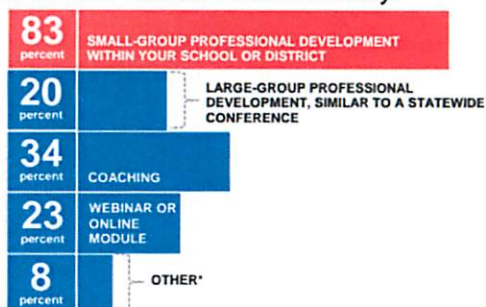 83
percent
SMALL-GROUP PROFESSIONAL DEVELOPMENT
WITHIN YOUR SCHOOL OR DISTRICT
20
percent
LARGE-GROUP PROFESSIONAL
DEVELOPMENT, SIMILAR TO A STATEWIDE
CONFERENCE
34
percent
COACHING
23
percent
WEBINAR OR
ONLINE
MODULE
8
percent
OTHER*